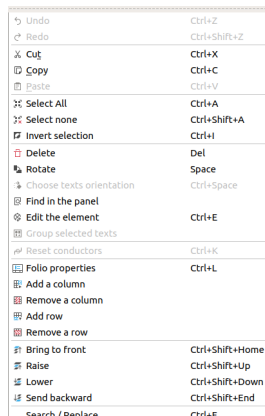 Undo Ctrl+Z
Redo Ctrl+Shift+Z
Cut Ctrl+X
Copy Ctrl+C
Paste Ctrl+V
Select All Ctrl+A
Select none Ctrl+Shift+A
Invert selection Ctrl+I
Delete Del
Rotate Space
Choose texts orientation Ctrl+Space
Find in the panel
Edit the element Ctrl+E
Group selected texts
Reset conductors Ctrl+K
Folio properties Ctrl+L
Add a column
Remove a column
Add row
Remove a row
Bring to front Ctrl+Shift+Home
Raise Ctrl+Shift+Up
Lower Ctrl+Shift+Down
Send backward Ctrl+Shift+End
Search / Replace Ctrl+F